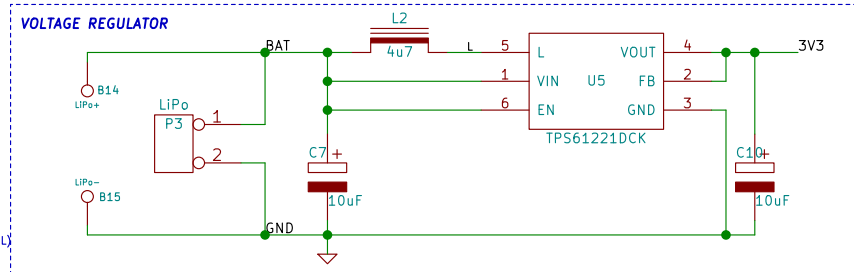 VOLTAGE REGULATOR
L2
BAT
4u7
L
5
L
VOUT
4
3V3
B14
LiPo+
1
VIN
U5
FB
2
LiPo
P3
1
6
EN
GND
3
TPS61221DCK
2
C7
+
C10
+
LiPo-
B15
10uF
10uF
GND
L)